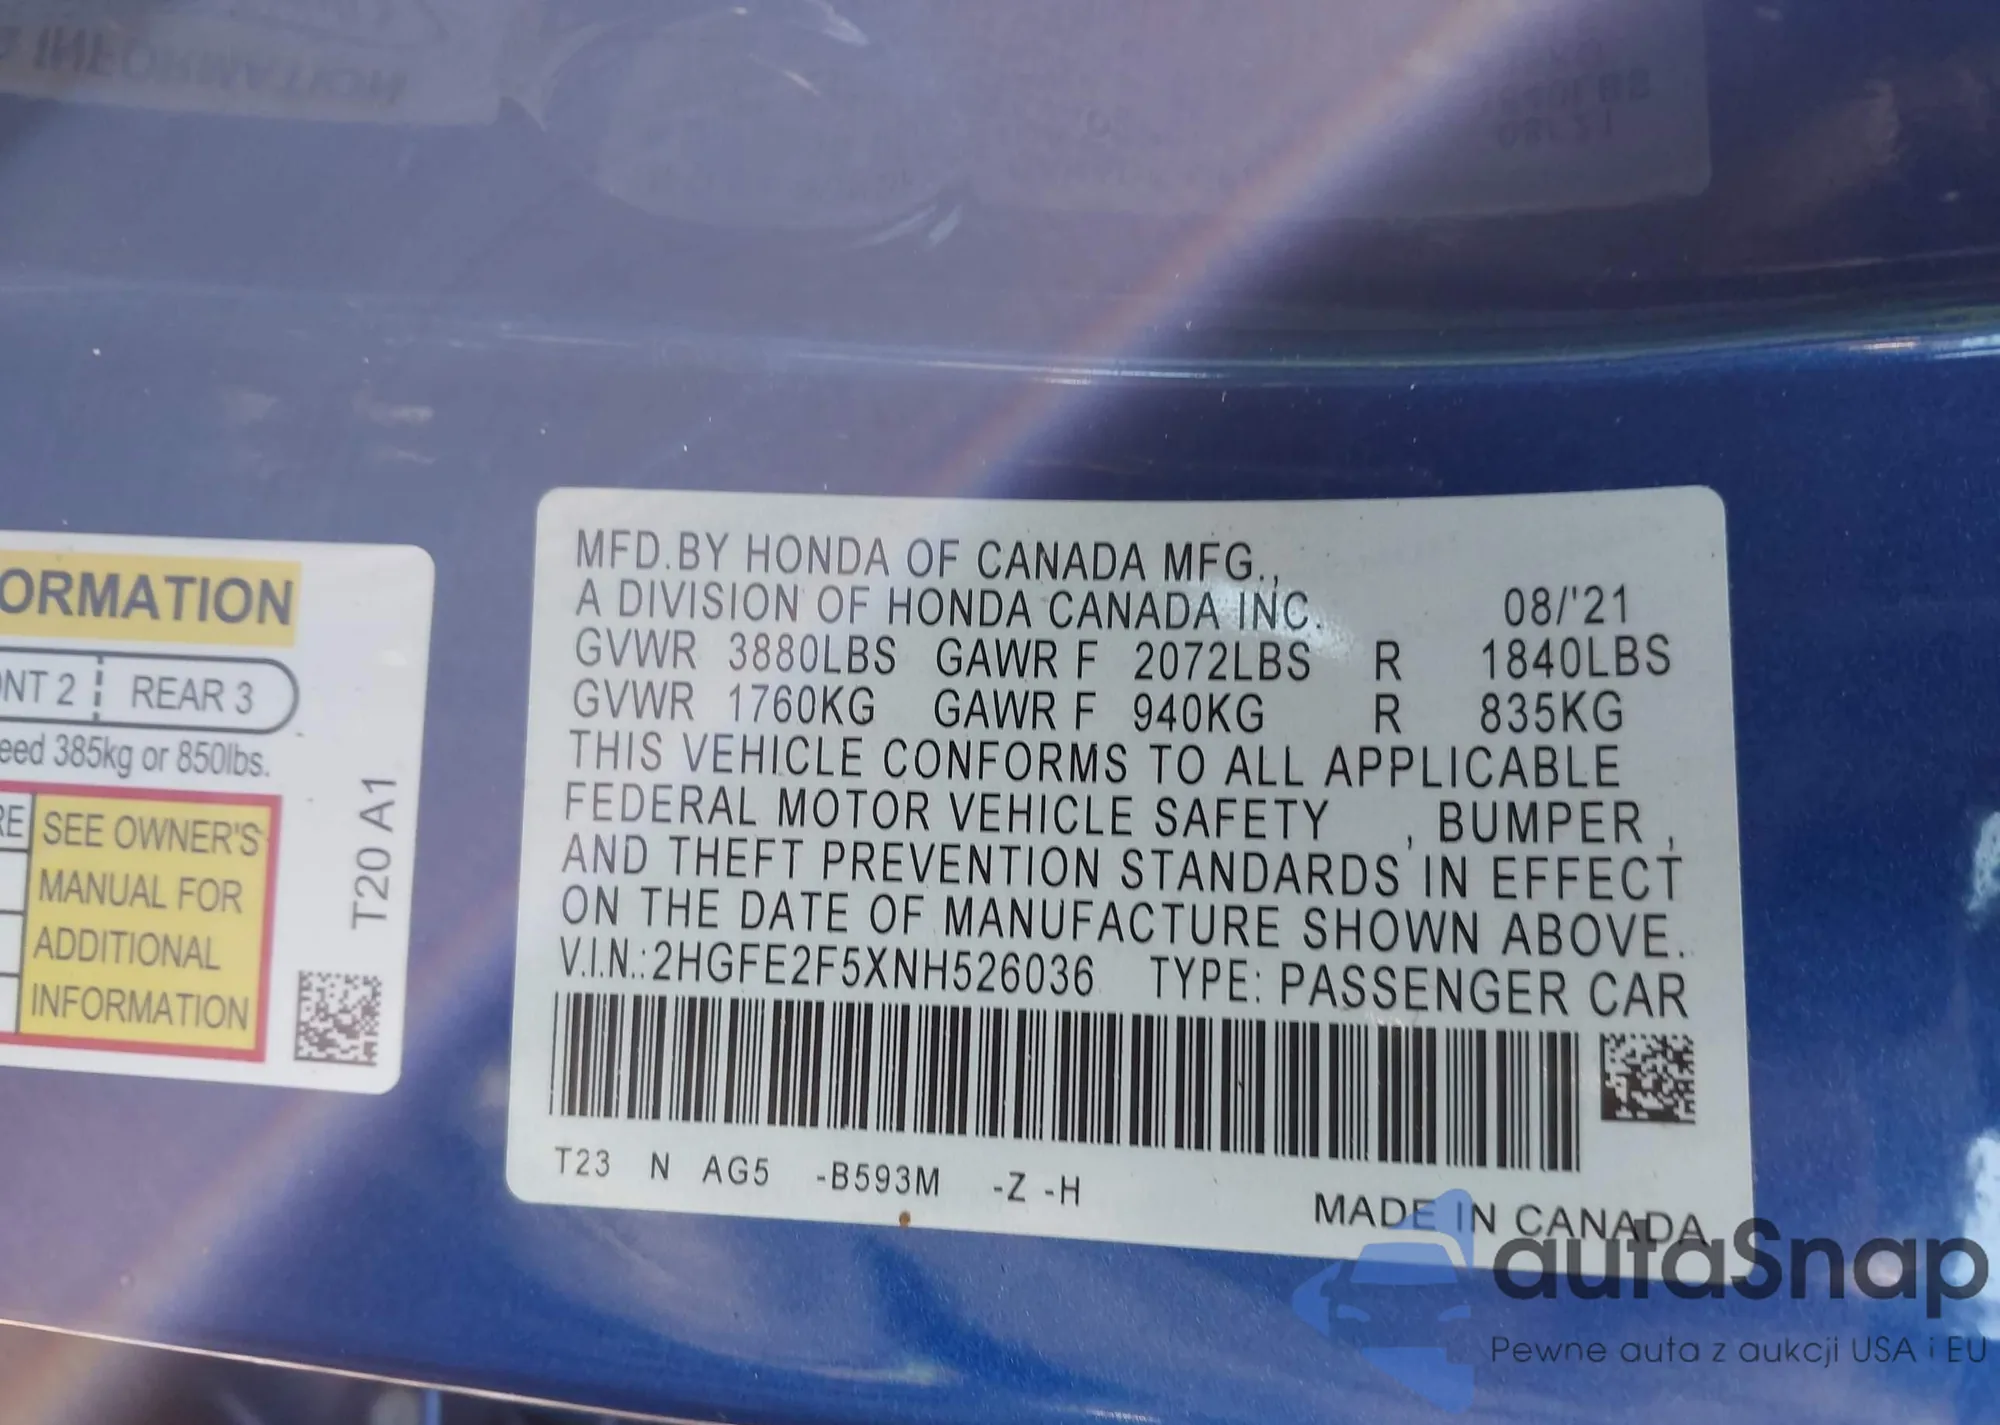 ORMATION
NT 2 REAR 3
eed 385kg or 850lbs.
RE SEE OWNER'S
MANUAL FOR
ADDITIONAL
INFORMATION
T20 A1
MFD.BY HONDA OF CANADA MFG.,
A DIVISION OF HONDA CANADA INC. 08/'21
GVWR 3880LBS GAWR F 2072LBS R 1840LBS
GVWR 1760KG GAWR F 940KG R 835KG
THIS VEHICLE CONFORMS TO ALL APPLICABLE
FEDERAL MOTOR VEHICLE SAFETY , BUMPER ,
AND THEFT PREVENTION STANDARDS IN EFFECT
ON THE DATE OF MANUFACTURE SHOWN ABOVE.
V.I.N.:2HGFE2F5XNH526036 TYPE: PASSENGER CAR
T23 N AG5 -B593M -Z -H
MADE IN CANADA
autaSnap
Pewne auta z aukcji USA i EU